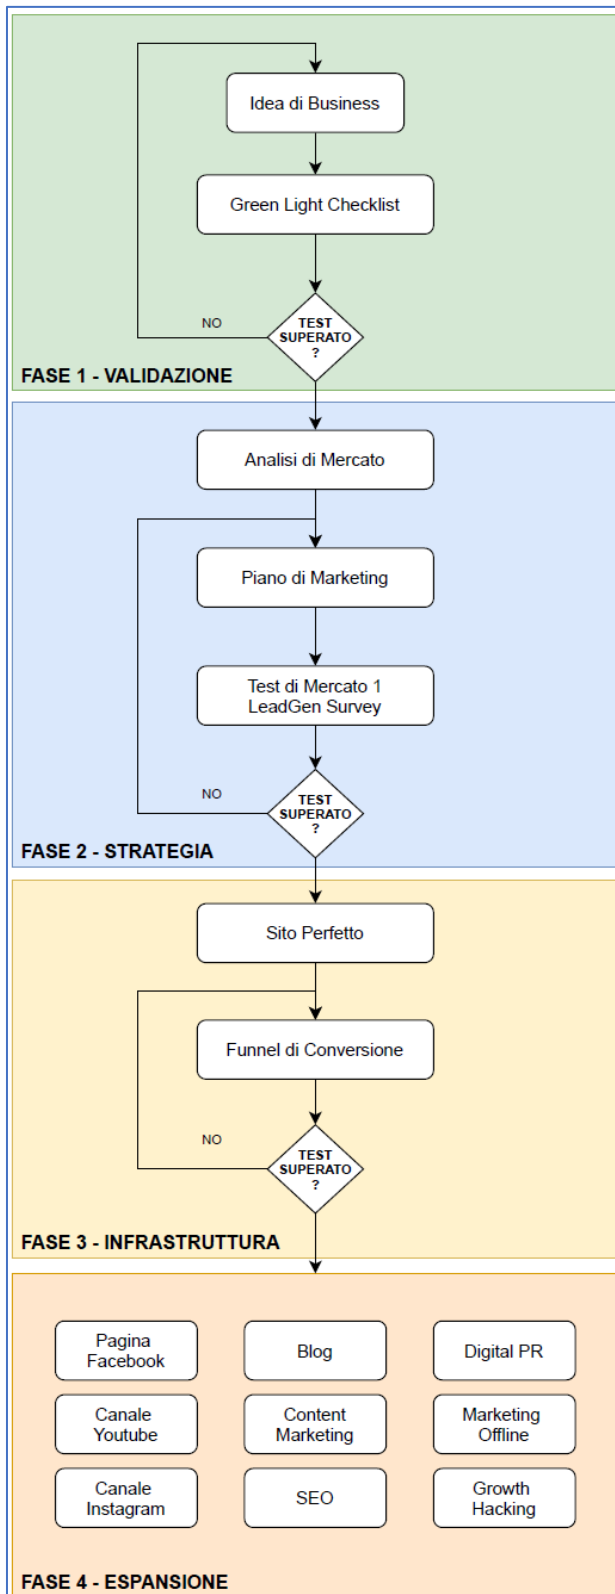 Idea di Business
Green Light Checklist
TEST
SUPERATO
?
NO
FASE 1 - VALIDAZIONE
Analisi di Mercato
Piano di Marketing
Test di Mercato 1
LeadGen Survey
TEST
SUPERATO
?
NO
FASE 2 - STRATEGIA
Sito Perfetto
Funnel di Conversione
TEST
SUPERATO
?
NO
FASE 3 - INFRASTRUTTURA
Pagina
Facebook
Blog
Digital PR
Canale
Youtube
Content
Marketing
Marketing
Offline
Canale
Instagram
SEO
Growth
Hacking
FASE 4 - ESPANSIONE